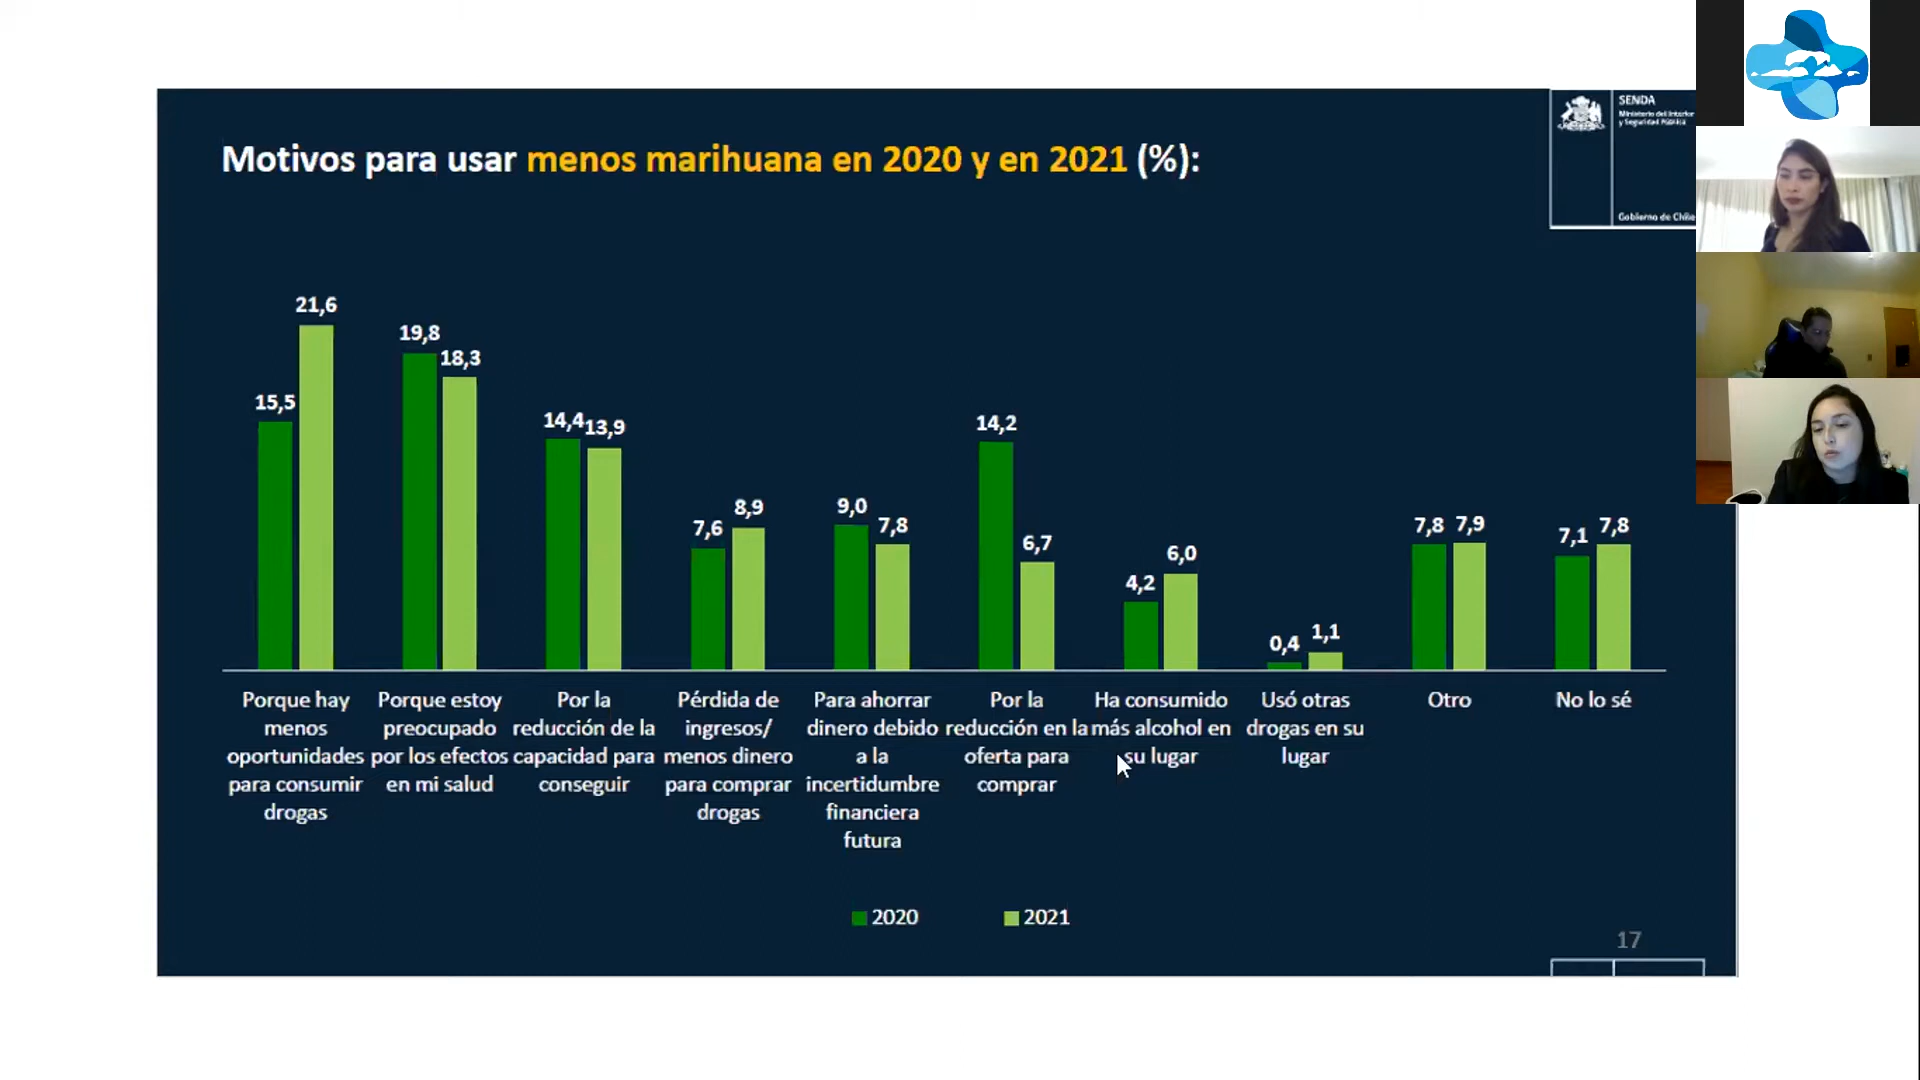 SENDA
Ministerio del Interior
y Seguridad Pública
Gobierno de Chile
Motivos para usar menos marihuana en 2020 y en 2021 (%):
15,5
21,6
19,8
18,3
14,4
13,9
7,6
8,9
9,0
7,8
14,2
6,7
4,2
6,0
0,4
1,1
7,8
7,9
7,1
7,8
Porque hay
menos
oportunidades
para consumir
drogas
Porque estoy
preocupado
por los efectos
en mi salud
Por la
reducción de la
capacidad para
conseguir
Pérdida de
ingresos/
menos dinero
para comprar
drogas
Para ahorrar
dinero debido
a la
incertidumbre
financiera
futura
Por la
reducción en la
oferta para
comprar
Ha consumido
más alcohol en
su lugar
Usó otras
drogas en su
lugar
Otro
No lo sé
2020
2021
17